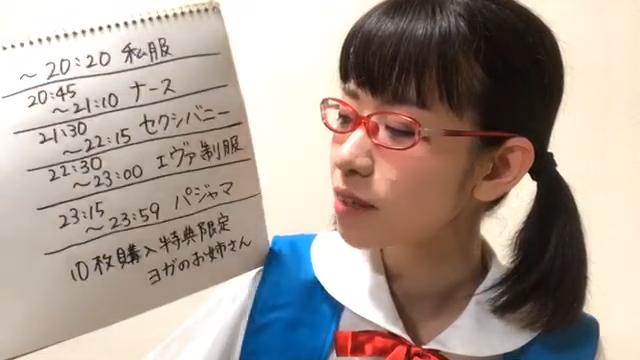 ～20:20 私服
20:45
～21:10 ナース
21:30
～22:15 セクシバニー
22:30
～23:00 エヴァ制服
23:15
～23:59 パジャマ
10枚購入特典限定
ヨガのお姉さん